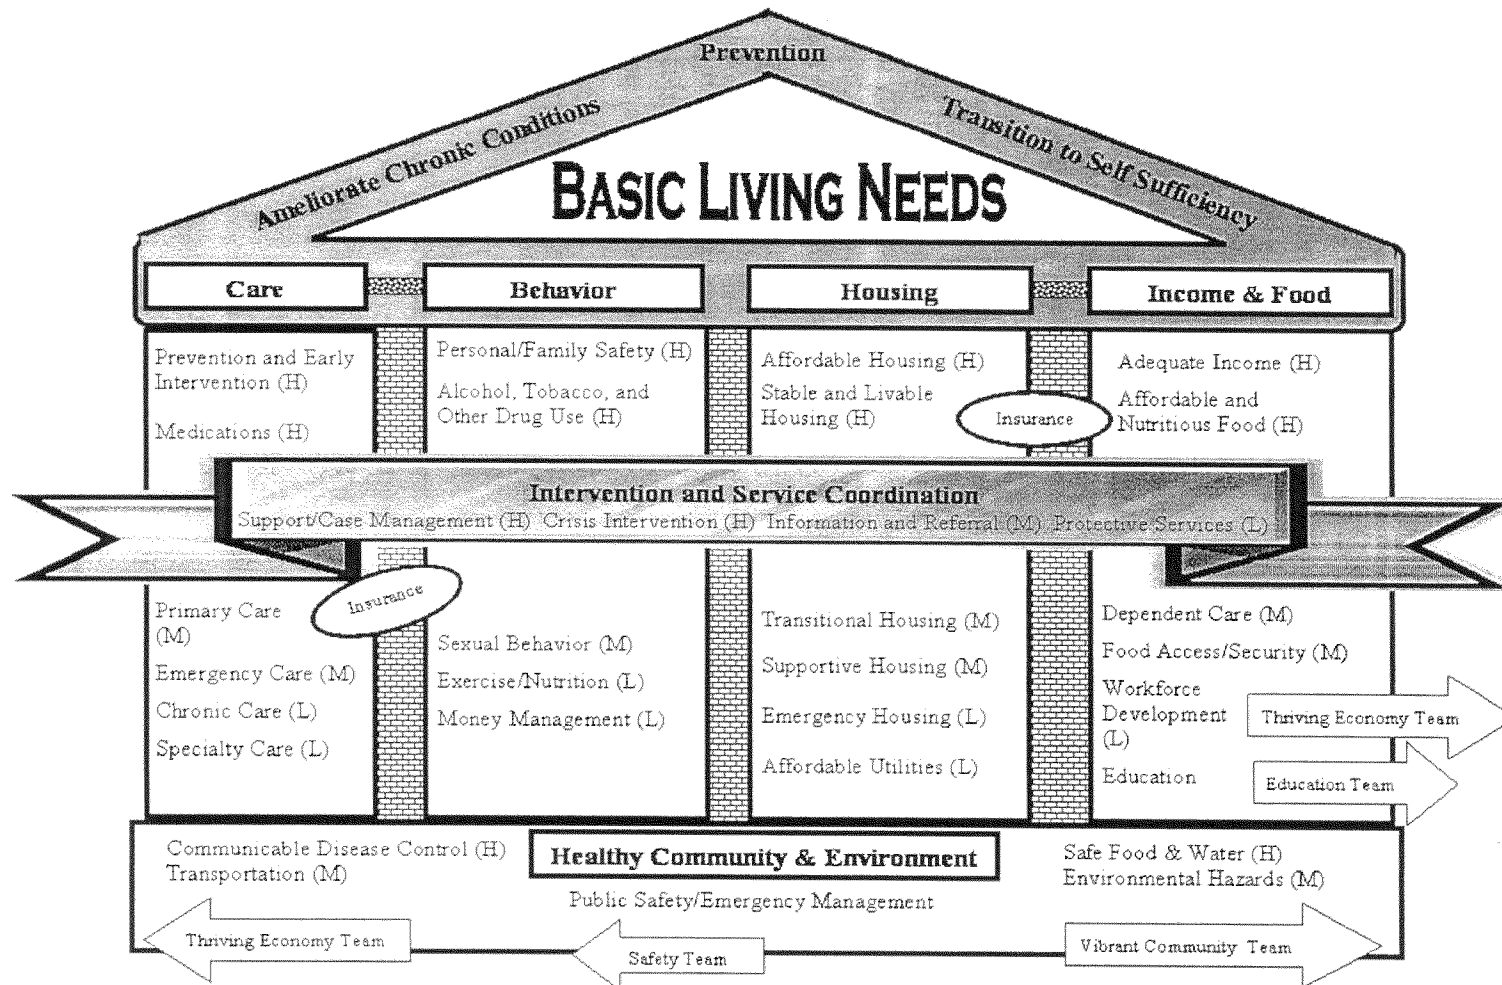 Prevention
Ameliorate Chronic Conditions
Transition to Self Sufficiency
BASIC LIVING NEEDS
Care
Behavior
Housing
Income & Food
Prevention and Early
Intervention (H)
Medications (H)
Personal/Family Safety (H)
Alcohol, Tobacco, and
Other Drug Use (H)
Affordable Housing (H)
Stable and Livable
Housing (H)
Insurance
Adequate Income (H)
Affordable and
Nutritious Food (H)
Intervention and Service Coordination
Support/Case Management (H) Crisis Intervention (H) Information and Referral (M) Protective Services (L)
Insurance
Primary Care
(M)
Emergency Care (M)
Chronic Care (L)
Specialty Care (L)
Sexual Behavior (M)
Exercise/Nutrition (L)
Money Management (L)
Transitional Housing (M)
Supportive Housing (M)
Emergency Housing (L)
Affordable Utilities (L)
Dependent Care (M)
Food Access/Security (M)
Workforce
Development
(L)
Thriving Economy Team
Education
Education Team
Communicable Disease Control (H)
Transportation (M)
Healthy Community & Environment
Public Safety/Emergency Management
Safe Food & Water (H)
Environmental Hazards (M)
Thriving Economy Team
Safety Team
Vibrant Community Team